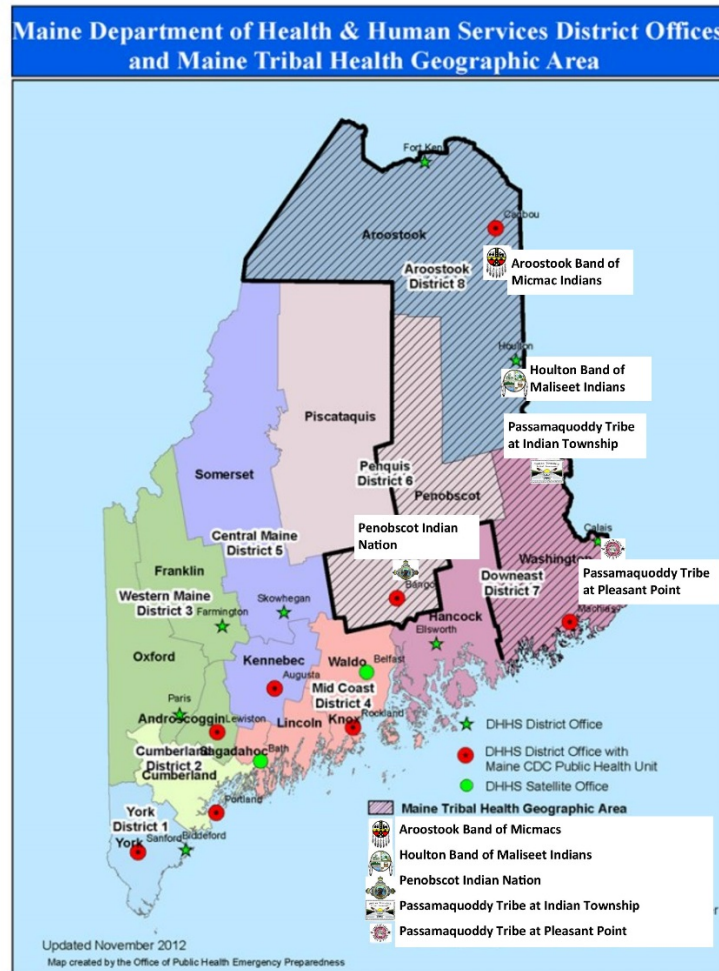 Maine Department of Health & Human Services District Offices
and Maine Tribal Health Geographic Area
Fort Ken
Caribou
Aroostook
Aroostook
District 8
Aroostook Band of
Micmac Indians
Houlton
Houlton Band of
Maliseet Indians
Passamaquoddy Tribe
at Indian Township
Piscataquis
Somerset
Penquis
District 6
Penobscot
Penobscot Indian
Nation
Central Maine
District 5
Calais
Washington
Passamaquoddy Tribe
at Pleasant Point
Franklin
Western Maine
District 3
Farmington
Skowhegan
Bangor
Downeast
District 7
Hancock
Ellsworth
Machias
Oxford
Kennebec
Augusta
Waldo
Belfast
Mid Coast
District 4
Paris
Androscoggin
Lewiston
Lincoln
Knox
Rockland
Cumberland
District 2
Sagadahoc
Bath
Cumberland
Portland
York
District 1
York
Sanford
Biddeford
DHHS District Office
DHHS District Office with
Maine CDC Public Health Unit
DHHS Satellite Office
Maine Tribal Health Geographic Area
Aroostook Band of Micmacs
Houlton Band of Maliseet Indians
Penobscot Indian Nation
Passamaquoddy Tribe at Indian Township
Passamaquoddy Tribe at Pleasant Point
Updated November 2012
Map created by the Office of Public Health Emergency Preparedness